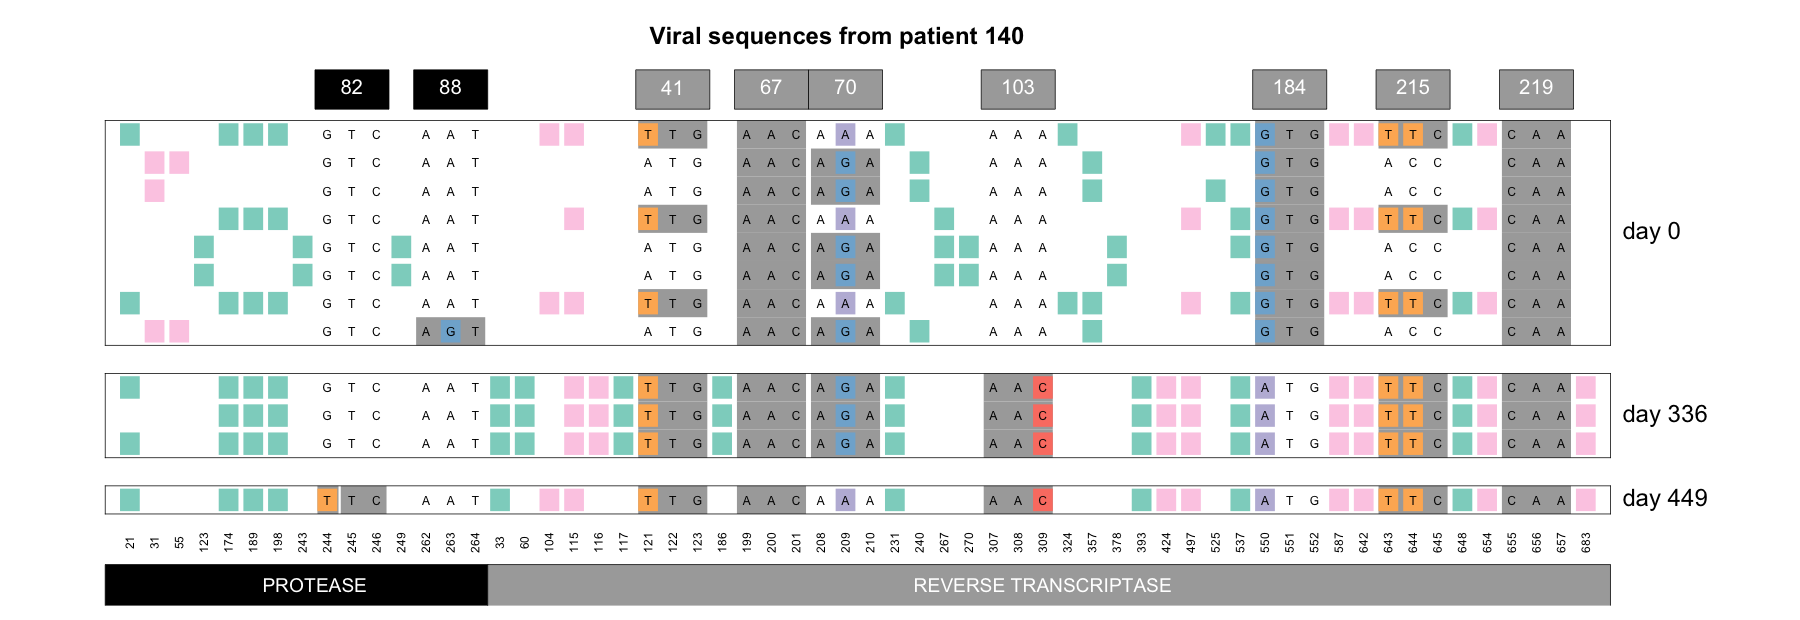 Viral sequences from patient 140
82 88 41 67 70 103 184 215 219
G T C A A T T T G A A C A A A A A A G T G T T C C A A
G T C A A T A T G A A C A G A A A A G T G A C C C A A
G T C A A T A T G A A C A G A A A A G T G A C C C A A
G T C A A T T T G A A C A A A A A A G T G T T C C A A
day 0
G T C A A T A T G A A C A G A A A A G T G A C C C A A
G T C A A T A T G A A C A G A A A A G T G A C C C A A
G T C A A T T T G A A C A A A A A A G T G T T C C A A
G T C A G T A T G A A C A G A A A A G T G A C C C A A
G T C A A T T T G A A C A G A A A C A T G T T C C A A
G T C A A T T T G A A C A G A A A C A T G T T C C A A day 336
G T C A A T T T G A A C A G A A A C A T G T T C C A A
T T C A A T T T G A A C A A A A A C A T G T T C C A A day 449
21 31 55 123 174 189 198 243 244 245 246 249 262 263 264 33 60 104 115 116 117 121 122 123 186 199 200 201 208 209 210 231 240 267 270 307 308 309 324 357 378 393 424 497 525 537 550 551 552 587 642 643 644 645 648 654 655 656 657 683
PROTEASE REVERSE TRANSCRIPTASE